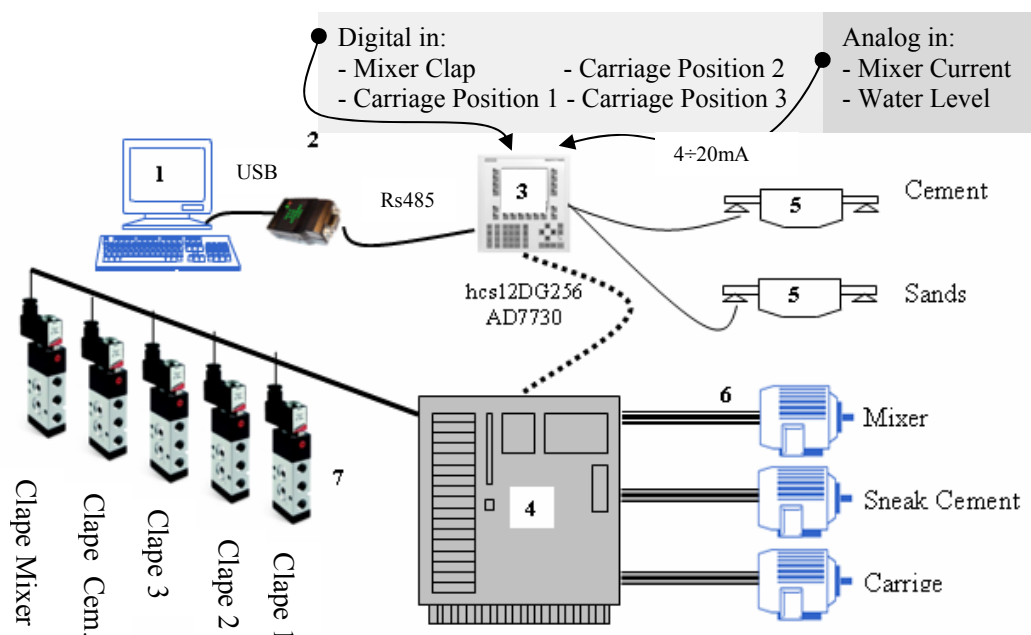 Digital in:
- Mixer Clap - Carriage Position 2
- Carriage Position 1 - Carriage Position 3
Analog in:
- Mixer Current
- Water Level
4÷20mA
2
1
USB
Rs485
3
5
Cement
hcs12DG256
AD7730
5
Sands
6
Mixer
7
4
Sneak Cement
Carrige
Clape Mixer
Clape Cem.
Clape 3
Clape 2
Clape 1